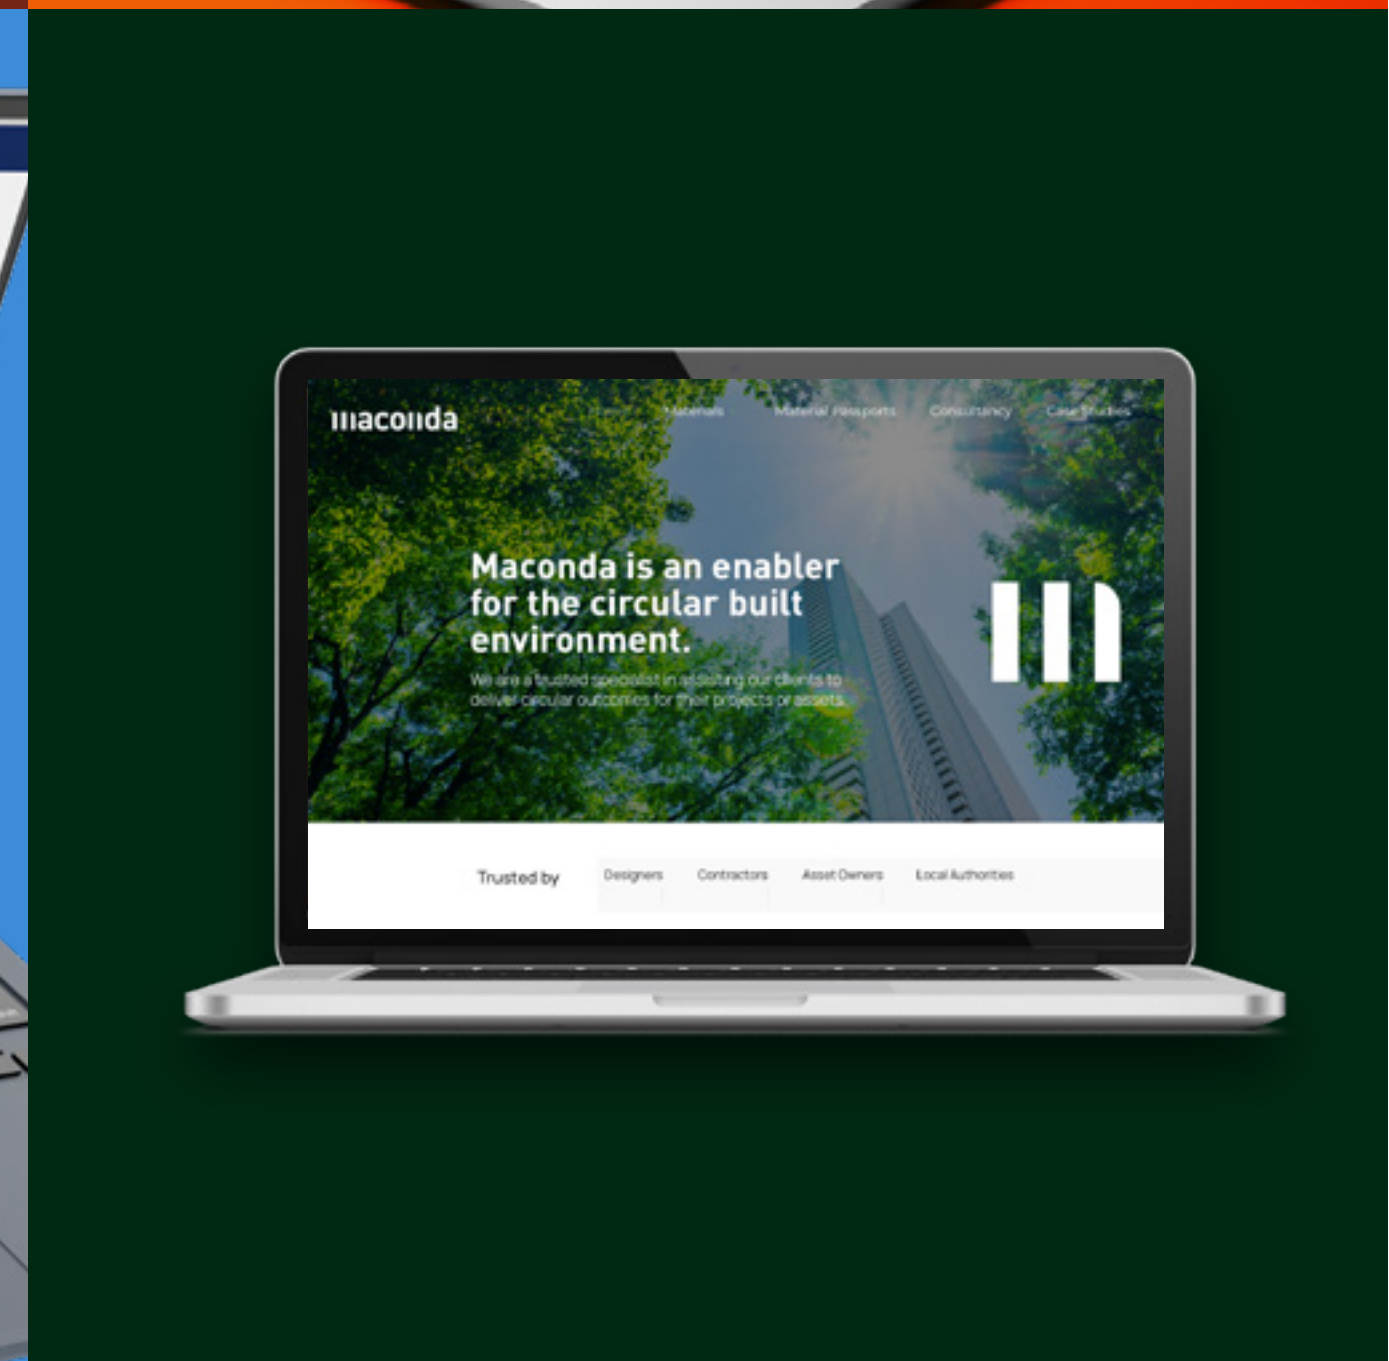 maconda
Materials
Material Passports
Consultancy
Case Studies
Maconda is an enabler
for the circular built
environment.
m
We are a trusted specialist in assisting our clients to
deliver circular outcomes for their projects or assets.
Trusted by
Designers
Contractors
Asset Owners
Local Authorities